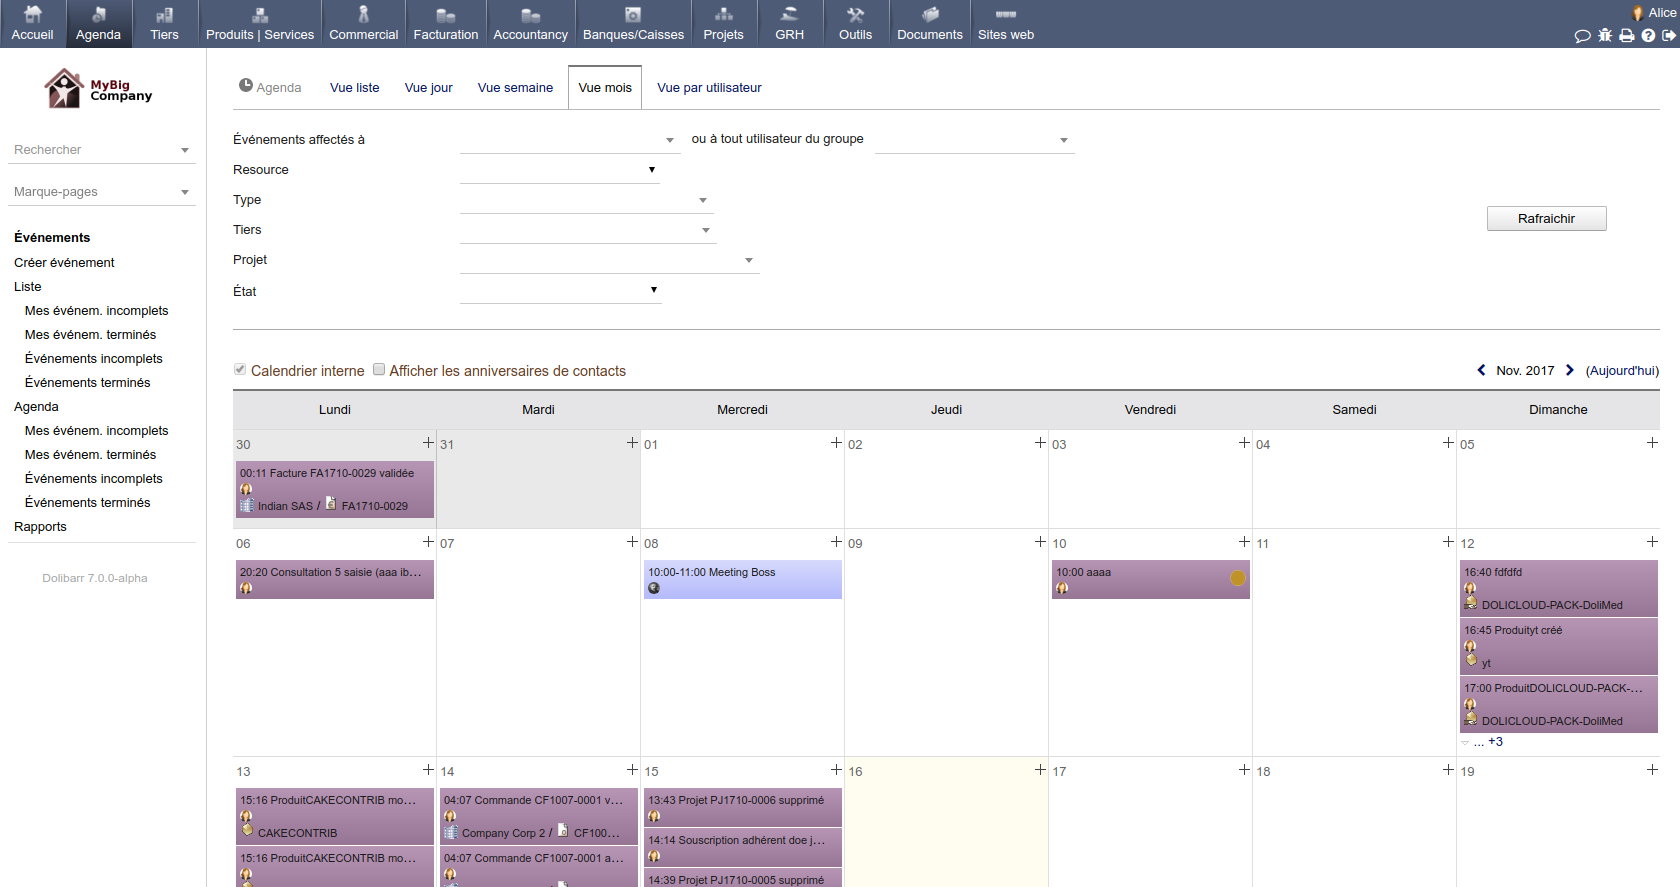 Accueil
Agenda
Tiers
Produits | Services
Commercial
Facturation
Accountancy
Banques/Caisses
Projets
GRH
Outils
Documents
Sites web
Alice
MyBig
Company
Rechercher
Marque-pages
Événements
Créer événement
Liste
Mes événem. incomplets
Mes événem. terminés
Événements incomplets
Événements terminés
Agenda
Mes événem. incomplets
Mes événem. terminés
Événements incomplets
Événements terminés
Rapports
Dolibarr 7.0.0-alpha
Agenda
Vue liste
Vue jour
Vue semaine
Vue mois
Vue par utilisateur
Événements affectés à
ou à tout utilisateur du groupe
Resource
Type
Tiers
Projet
État
Rafraichir
Calendrier interne
Afficher les anniversaires de contacts
Nov. 2017
(Aujourd'hui)
Lundi
Mardi
Mercredi
Jeudi
Vendredi
Samedi
Dimanche
30
00:11 Facture FA1710-0029 validée
Indian SAS / FA1710-0029
31
01
02
03
04
05
06
20:20 Consultation 5 saisie (aaa ib...
07
08
10:00-11:00 Meeting Boss
09
10
10:00 aaaa
11
12
16:40 fdfdfd
DOLICLOUD-PACK-DoliMed
16:45 Produityt créé
yt
17:00 ProduitDOLICLOUD-PACK-...
DOLICLOUD-PACK-DoliMed
... +3
13
15:16 ProduitCAKECONTRIB mo...
CAKECONTRIB
15:16 ProduitCAKECONTRIB mo...
14
04:07 Commande CF1007-0001 v...
Company Corp 2 / CF100...
04:07 Commande CF1007-0001 a...
15
13:43 Projet PJ1710-0006 supprimé
14:14 Souscription adhérent doe j...
14:39 Projet PJ1710-0005 supprimé
16
17
18
19